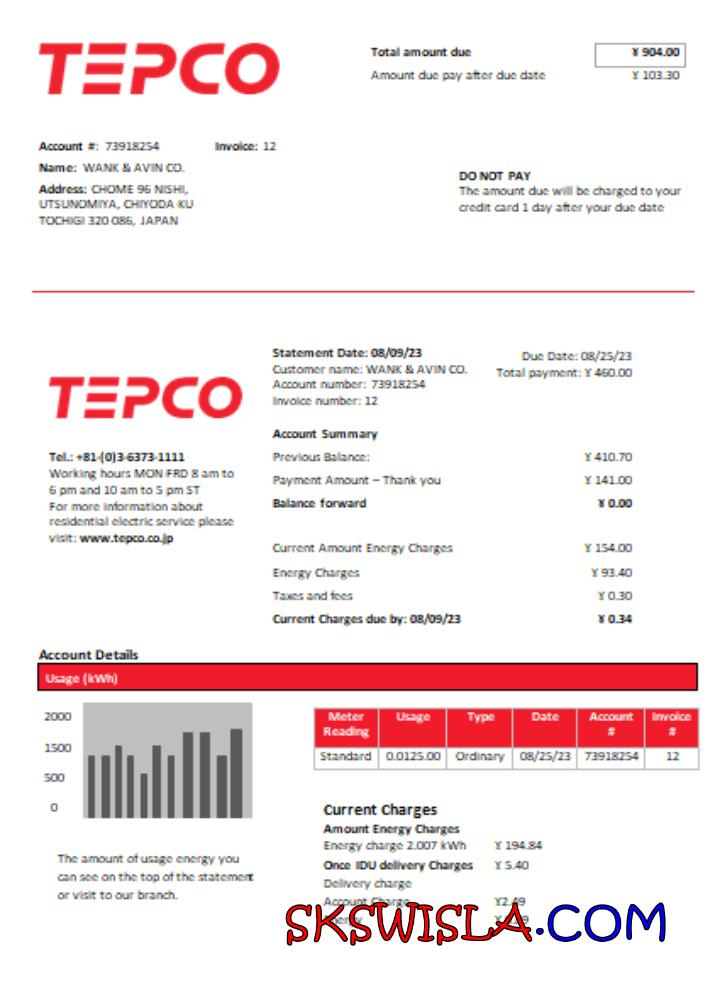 TEPCO
Total amount due ¥ 904.00
Amount due pay after due date ¥ 103.30
Account #: 73918254 Invoice: 12
Name: WANK & AVIN CO.
Address: CHOME 96 NISHI,
UTSUNOMIYA, CHIYODA KU
TOCHIGI 320 086, JAPAN
DO NOT PAY
The amount due will be charged to your
credit card 1 day after your due date
TEPCO
Tel.: +81-(0)3-6373-1111
Working hours MON-FRD 8 am to
6 pm and 10 am to 5 pm ST
For more information about
residential electric service please
visit: www.tepco.co.jp
Statement Date: 08/09/23
Customer name: WANK & AVIN CO.
Account number: 73918254
Invoice number: 12
Due Date: 08/25/23
Total payment: ¥ 460.00
Account Summary
Previous Balance: ¥ 410.70
Payment Amount – Thank you ¥ 141.00
Balance forward ¥ 0.00
Current Amount Energy Charges ¥ 154.00
Energy Charges ¥ 93.40
Taxes and fees ¥ 0.30
Current Charges due by: 08/09/23 ¥ 0.34
Account Details
Usage (kWh)
2000
1500
500
0
The amount of usage energy you
can see on the top of the statement
or visit to our branch.
Meter Reading Usage Type Date Account # Invoice #
Standard 0.0125.00 Ordinary 08/25/23 73918254 12
Current Charges
Amount Energy Charges
Energy charge 2.007 kWh ¥ 194.84
Once IDU delivery Charges ¥ 5.40
Delivery charge
Account Charge
SKSWISLA.COM